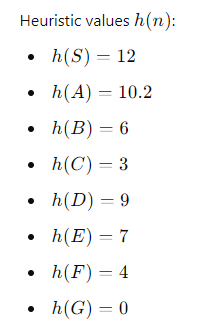 Heuristic values h(n):
• h(S) = 12
• h(A) = 10.2
• h(B) = 6
• h(C) = 3
• h(D) = 9
• h(E) = 7
• h(F) = 4
• h(G) = 0